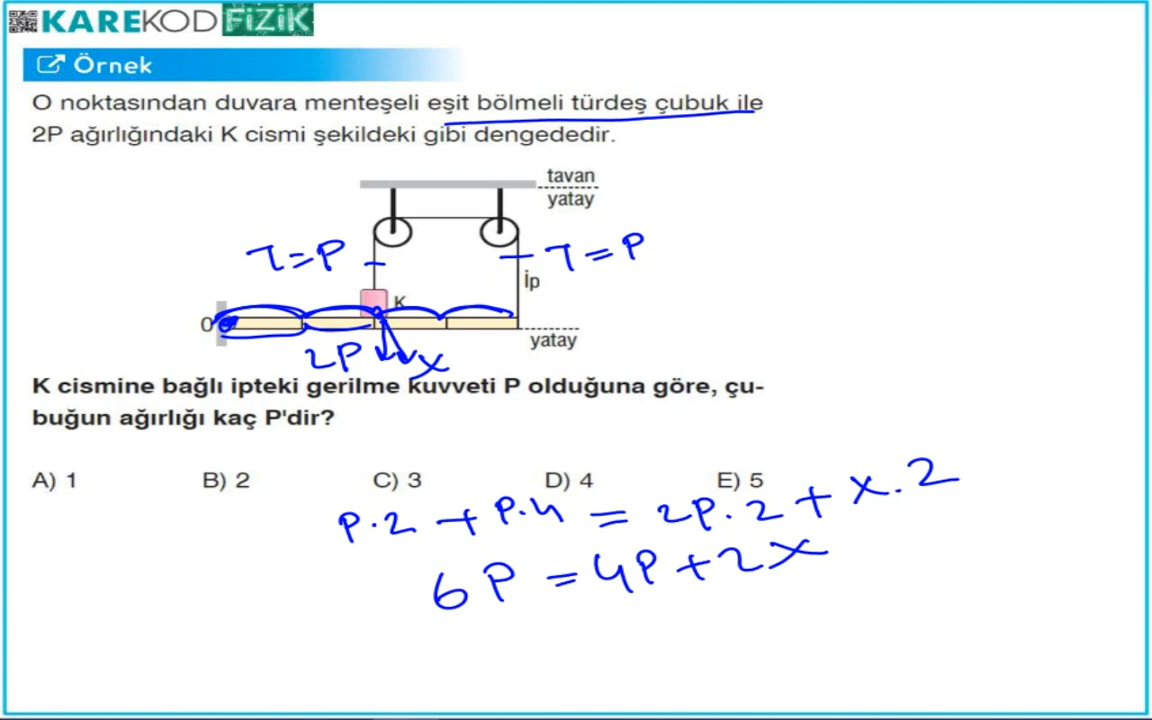 KAREKOD FİZİK
Örnek
O noktasından duvara menteşeli eşit bölmeli türdeş çubuk ile
2P ağırlığındaki K cismi şekildeki gibi dengededir.
tavan
yatay
T=P
T=P
İp
K
O
yatay
2P
x
K cismine bağlı ipteki gerilme kuvveti P olduğuna göre, çu-
buğun ağırlığı kaç P'dir?
A) 1 B) 2 C) 3 D) 4 E) 5
P.2 + P.4 = 2P.2 + x.2
6P = 4P + 2x